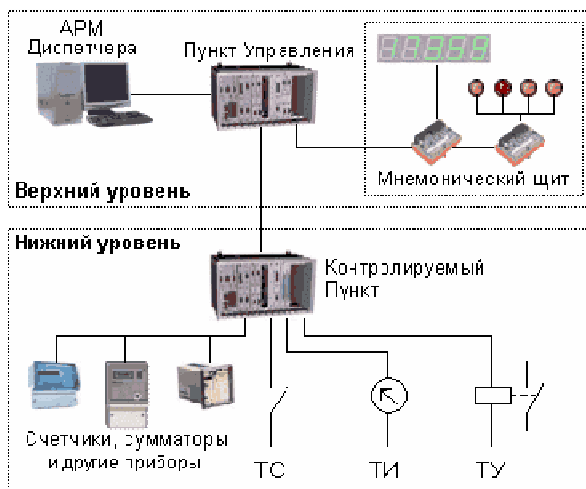 АРМ
Диспетчера
Пункт Управления
Мнемонический щит
Верхний уровень
Нижний уровень
Контролируемый
Пункт
Счетчики, сумматоры
и другие приборы
ТС
ТИ
ТУ